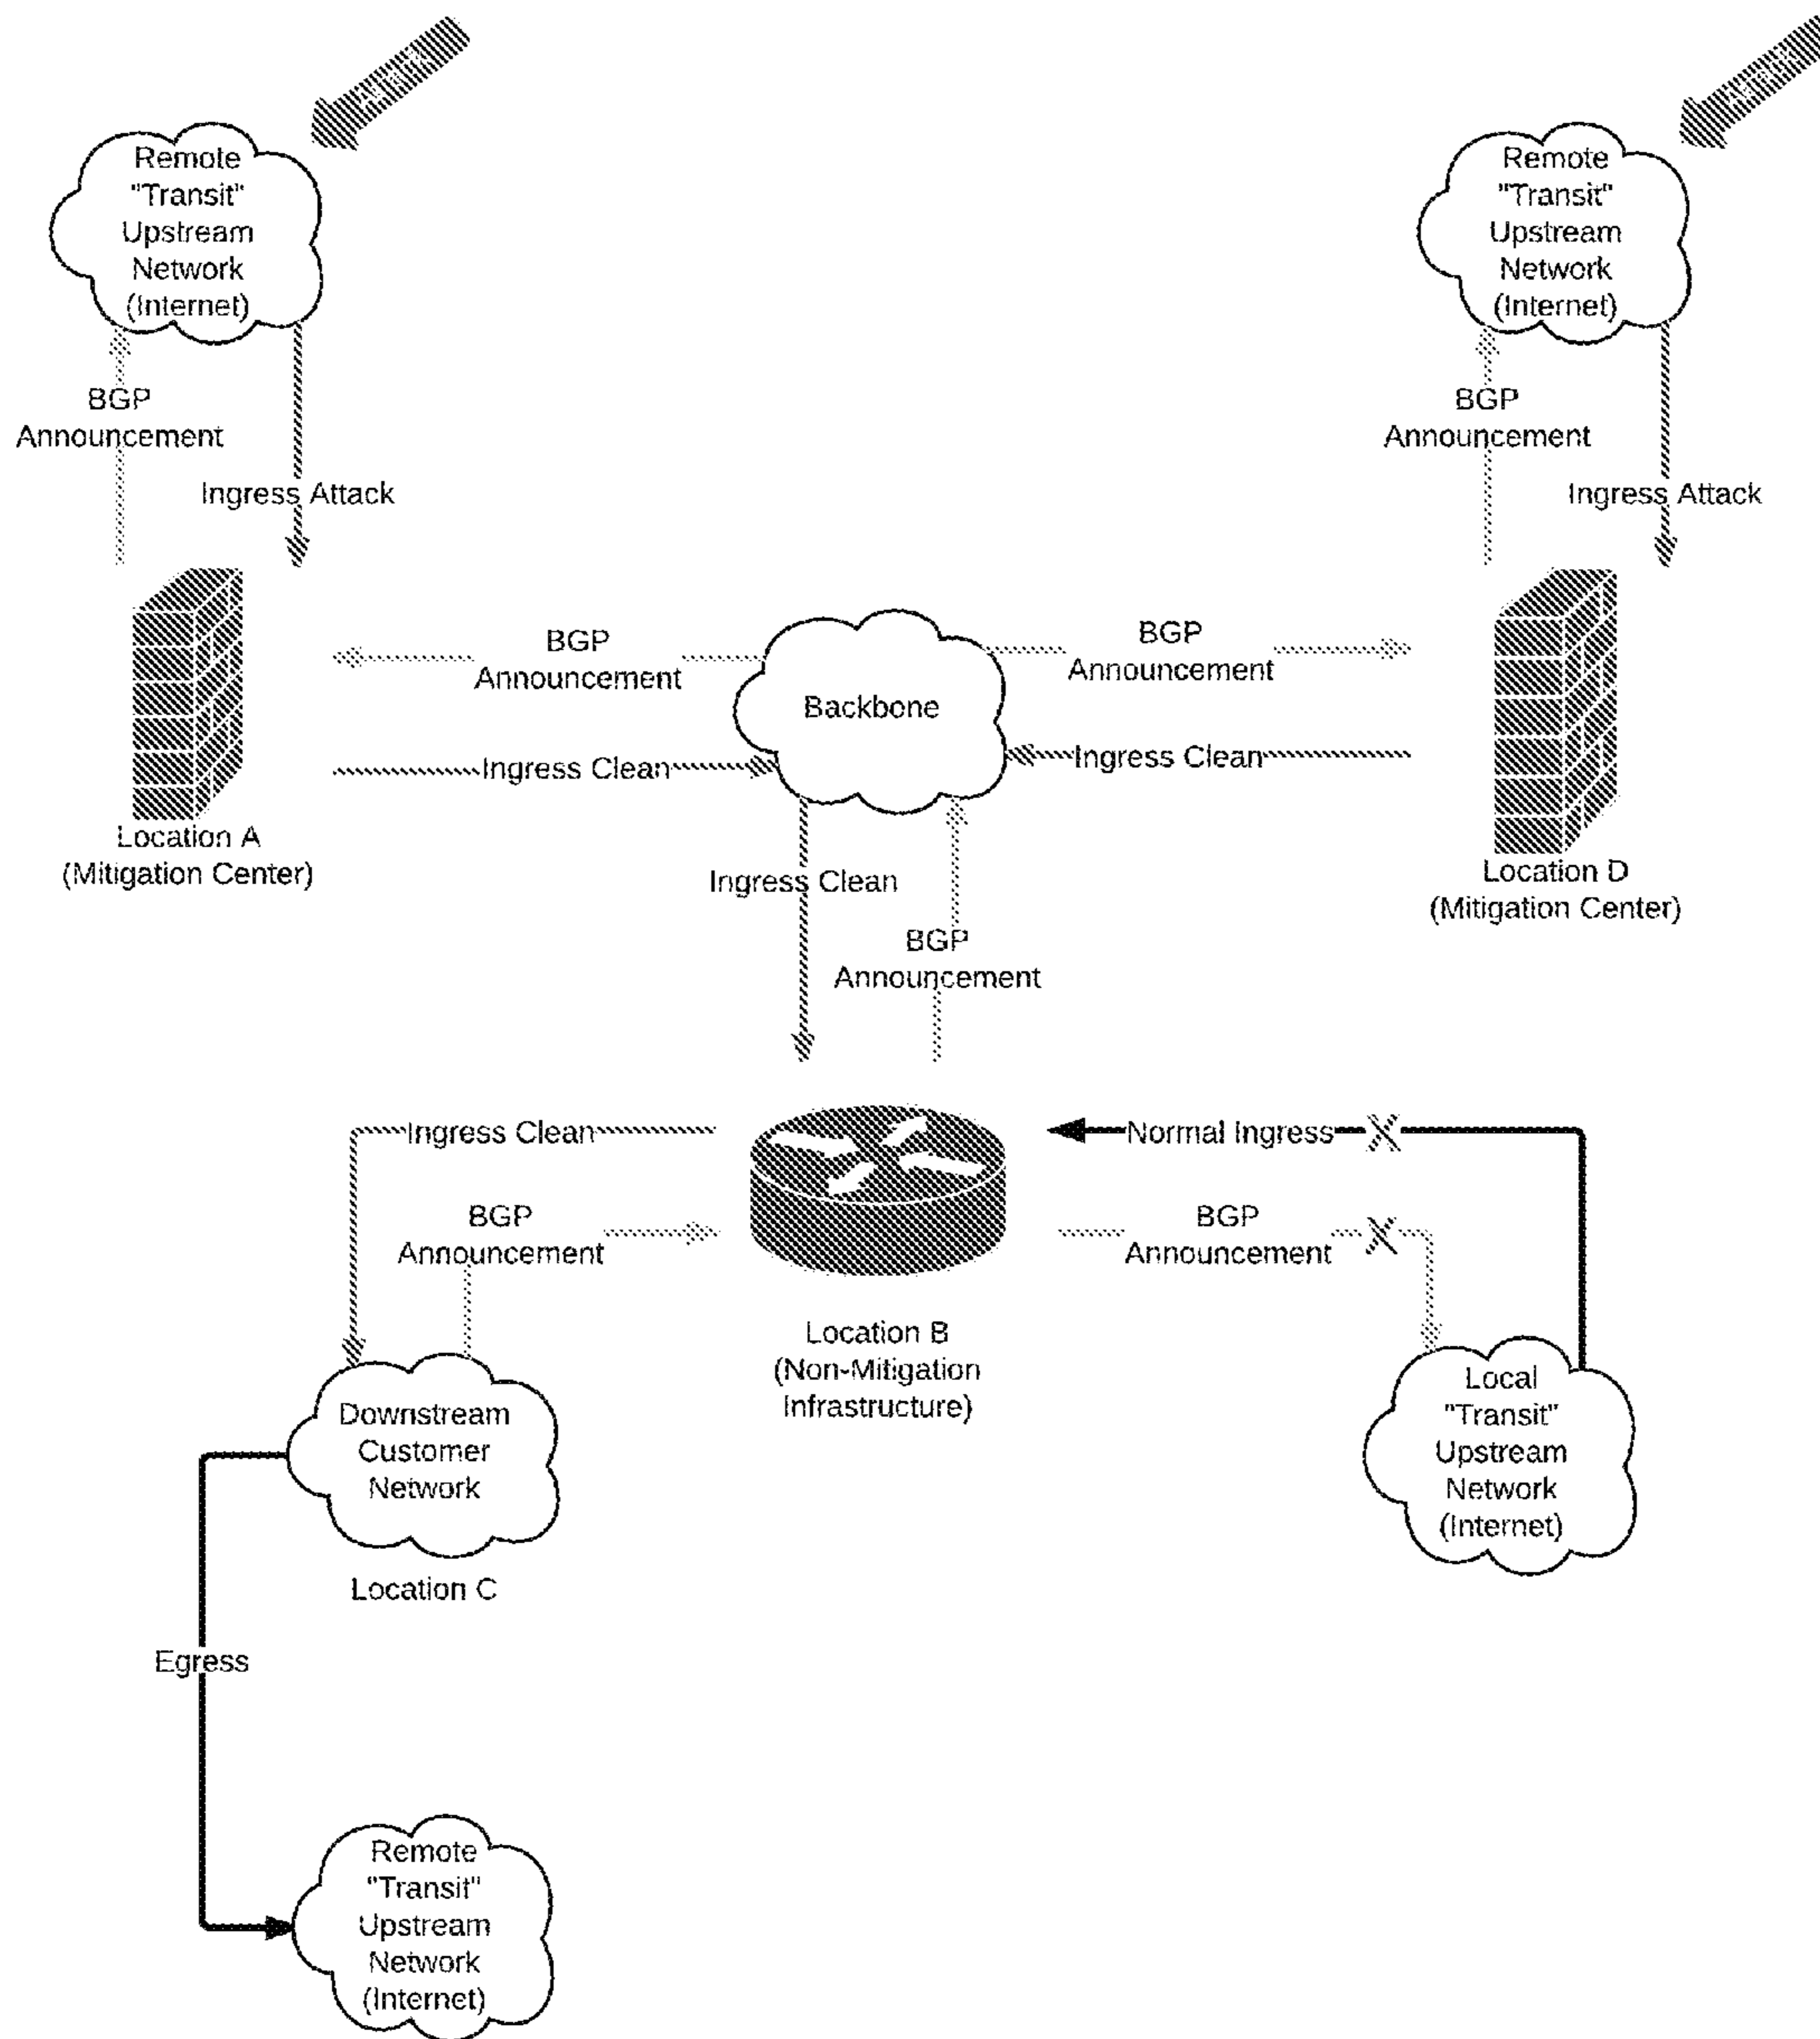 Remote
"Transit"
Upstream
Network
(Internet)
Remote
"Transit"
Upstream
Network
(Internet)
BGP
Announcement
Ingress Attack
BGP
Announcement
Ingress Attack
BGP
Announcement
Backbone
BGP
Announcement
Ingress Clean
Ingress Clean
Location A
(Mitigation Center)
Location D
(Mitigation Center)
Ingress Clean
BGP
Announcement
Ingress Clean
Normal Ingress
BGP
Announcement
BGP
Announcement
Location B
(Non-Mitigation
Infrastructure)
Downstream
Customer
Network
Location C
Local
"Transit"
Upstream
Network
(Internet)
Egress
Remote
"Transit"
Upstream
Network
(Internet)